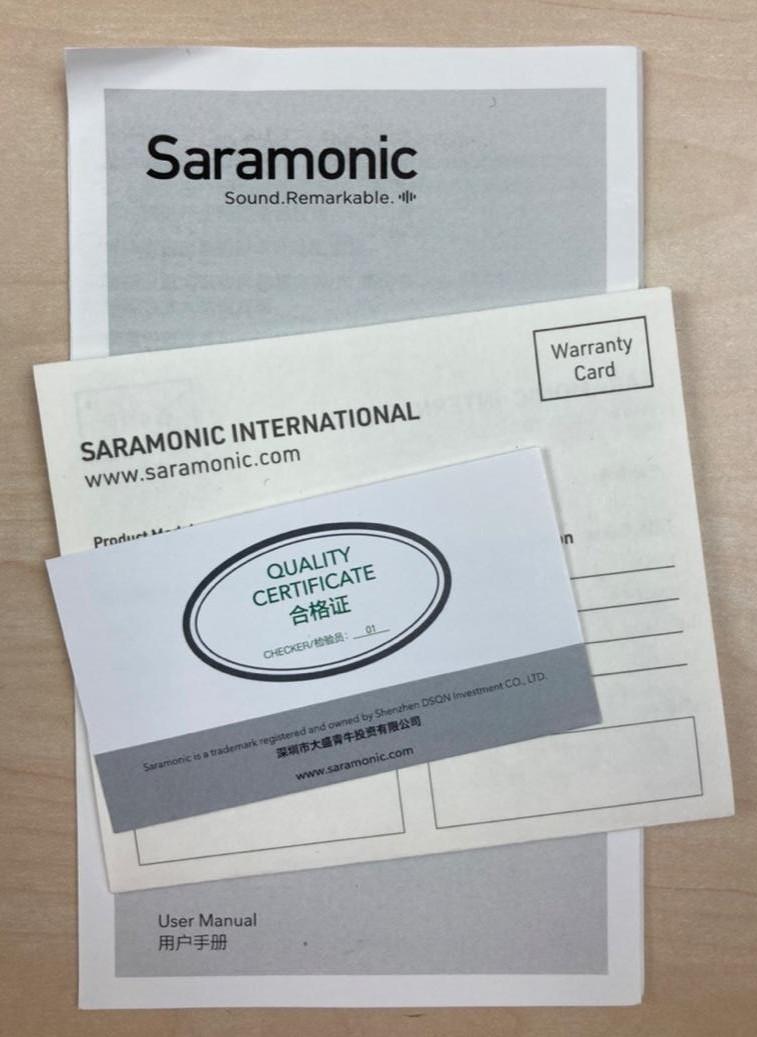 Saramonic
Sound.Remarkable.
Warranty
Card
SARAMONIC INTERNATIONAL
www.saramonic.com
Product
QUALITY
CERTIFICATE
合格证
CHECKER/检验员: 01
Saramonic is a trademark registered and owned by Shenzhen DSQN Investment CO., LTD.
深圳市大盛青牛投资有限公司
www.saramonic.com
User Manual
用户手册